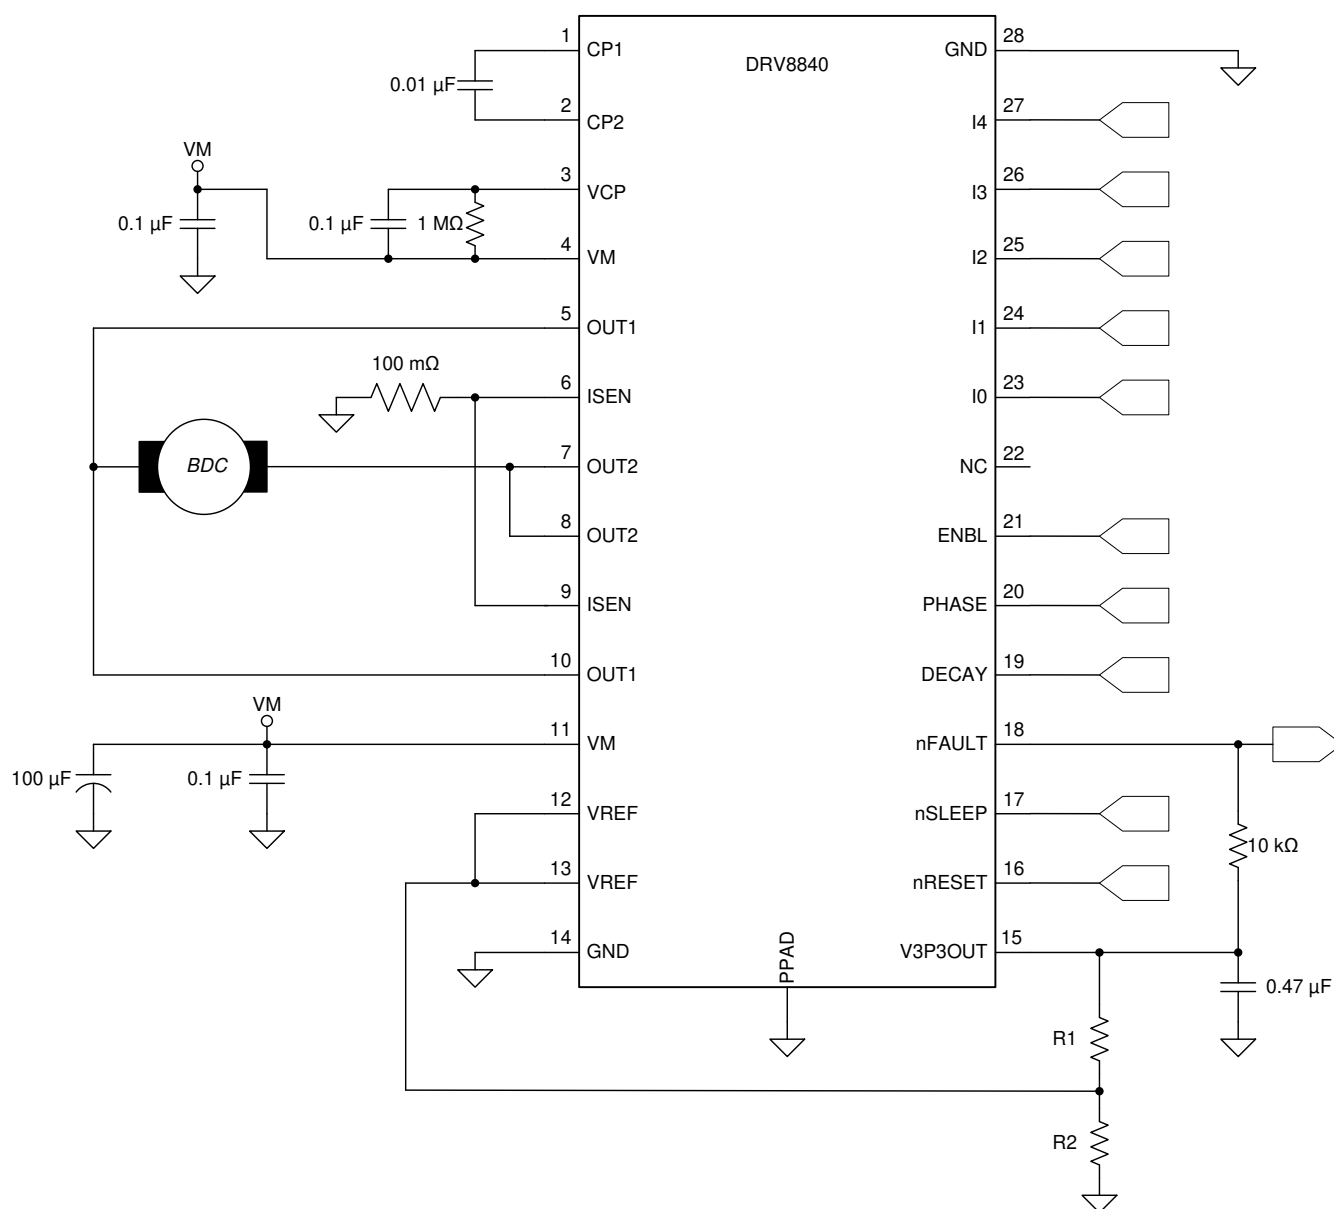 DRV8840
1
CP1
0.01 µF
2
CP2
VM
3
VCP
0.1 µF
0.1 µF
1 MΩ
4
VM
5
OUT1
100 mΩ
6
ISEN
BDC
7
OUT2
8
OUT2
9
ISEN
10
OUT1
VM
11
VM
100 µF
0.1 µF
12
VREF
13
VREF
14
GND
PPAD
28
GND
27
I4
26
I3
25
I2
24
I1
23
I0
22
NC
21
ENBL
20
PHASE
19
DECAY
18
nFAULT
17
nSLEEP
10 kΩ
16
nRESET
15
V3P3OUT
0.47 µF
R1
R2